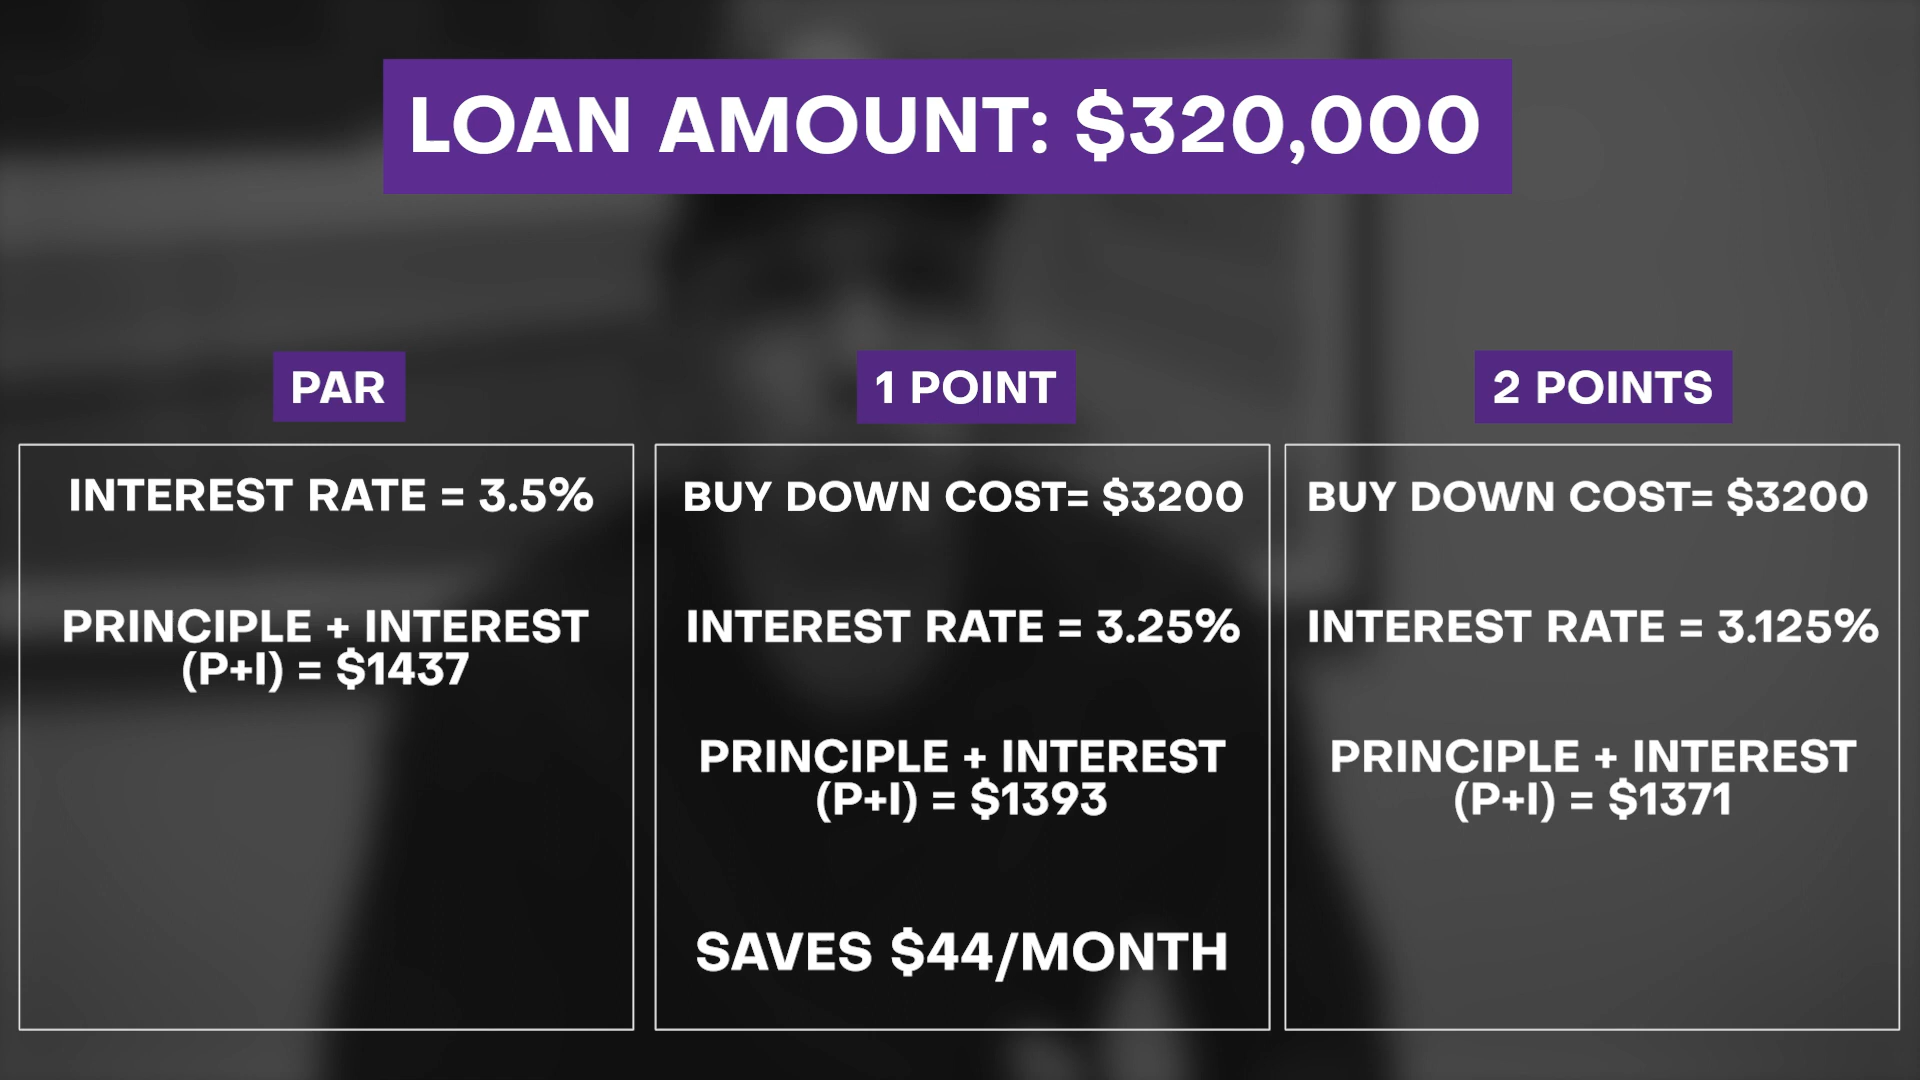 LOAN AMOUNT: $320,000
PAR
INTEREST RATE = 3.5%
PRINCIPLE + INTEREST
(P+I) = $1437
1 POINT
BUY DOWN COST= $3200
INTEREST RATE = 3.25%
PRINCIPLE + INTEREST
(P+I) = $1393
SAVES $44/MONTH
2 POINTS
BUY DOWN COST= $3200
INTEREST RATE = 3.125%
PRINCIPLE + INTEREST
(P+I) = $1371